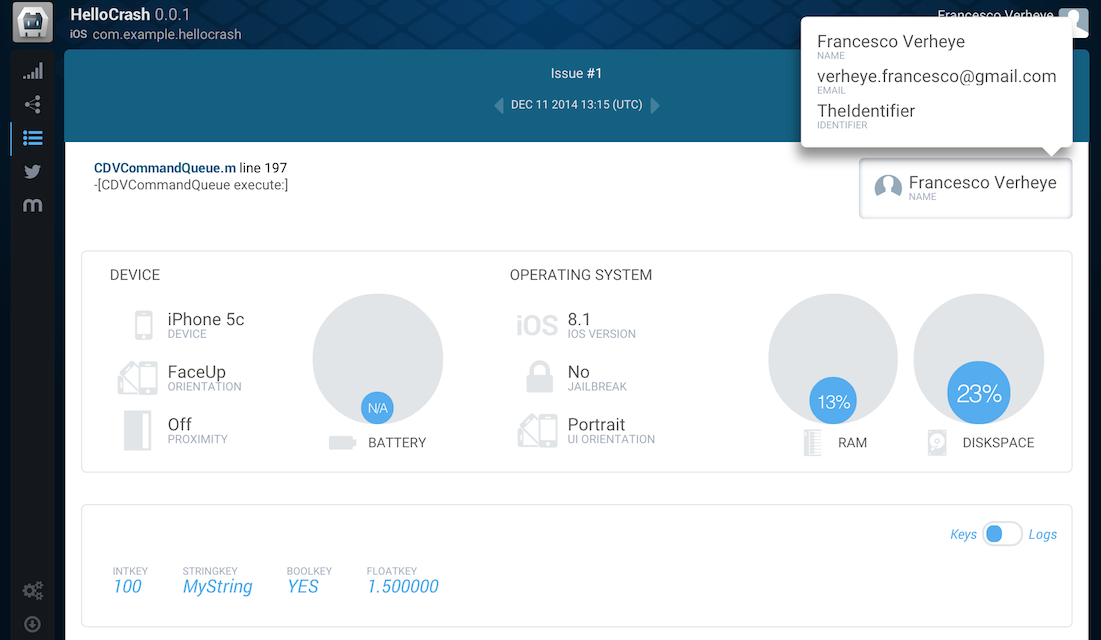 HelloCrash 0.0.1
iOS com.example.hellocrash
Francesco Verheye
Francesco Verheye
NAME
verheye.francesco@gmail.com
EMAIL
TheIdentifier
IDENTIFIER
Issue #1
DEC 11 2014 13:15 (UTC)
CDVCommandQueue.m line 197
-[CDVCommandQueue execute:]
Francesco Verheye
NAME
DEVICE
iPhone 5c
DEVICE
FaceUp
ORIENTATION
Off
PROXIMITY
N/A
BATTERY
OPERATING SYSTEM
iOS 8.1
IOS VERSION
No
JAILBREAK
Portrait
UI ORIENTATION
13%
RAM
23%
DISKSPACE
Keys Logs
INTKEY STRINGKEY BOOLKEY FLOATKEY
100 MyString YES 1.500000